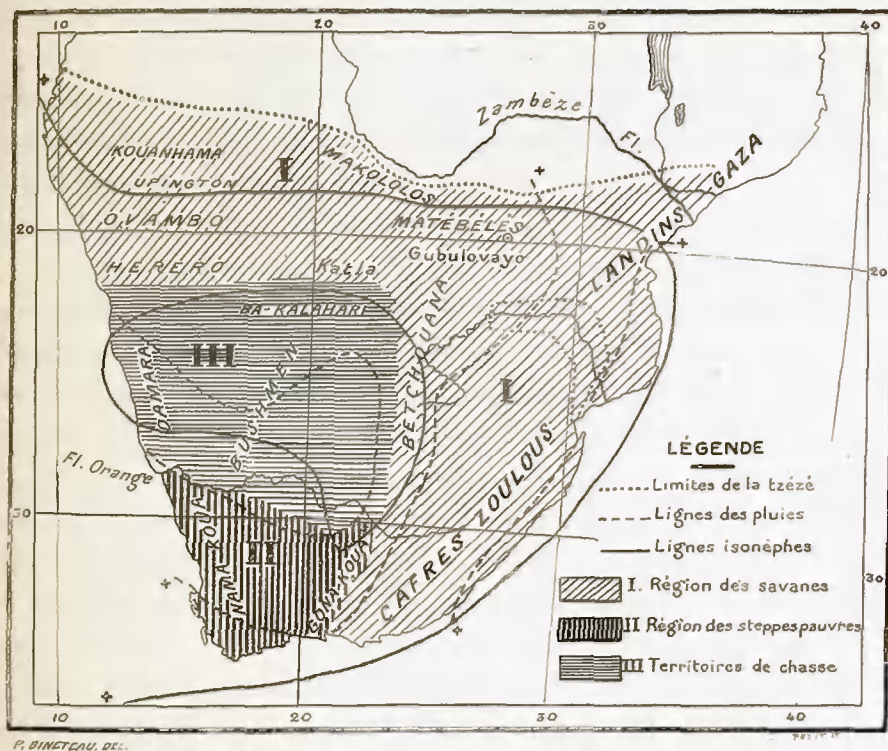 10 20 30 40
Zambèze
Fl.
KOUANHAMA
I
MAKOLOLOS
GAZA
UPINGTON
20
OVAMBO
MATÉBÉLÉS
LANDINS
Gubulovayo
HERERO
Katla
20
BA-KALAHARI
III
DAMARA
BUSHMEN
BETCHOUANA
I
Fl. Orange
LÉGENDE
Limites de la tzézé
30
Lignes des pluies
Lignes isonèphes
II
CAFRES ZOULOUS
30
I. Région des savanes
II Région des steppes pauvres
III Territoires de chasse
10 20 30 40
P. BINETEAU, DEL.